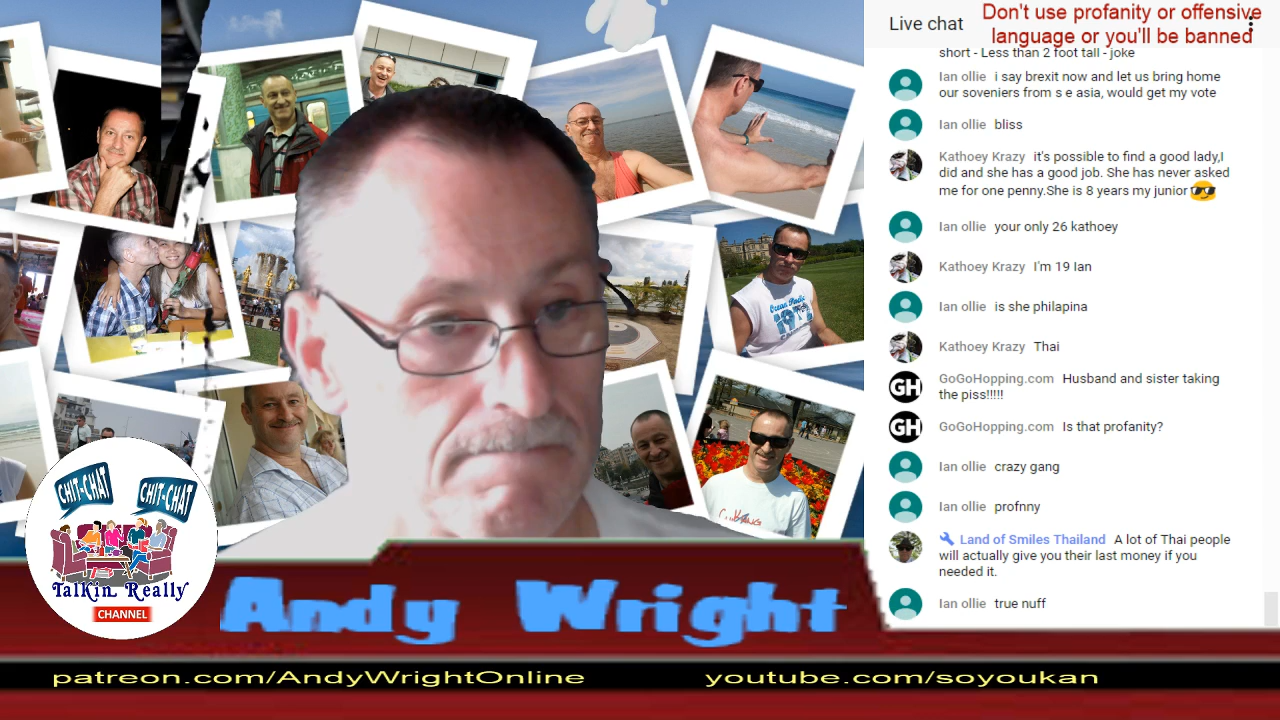 Live chat
Don't use profanity or offensive
language or you'll be banned
short - Less than 2 foot tall - joke
Ian ollie i say brexit now and let us bring home
our soveniers from s e asia, would get my vote
Ian ollie bliss
Kathoey Krazy it's possible to find a good lady,I
did and she has a good job. She has never asked
me for one penny.She is 8 years my junior😎
Ian ollie your only 26 kathoey
Kathoey Krazy I'm 19 Ian
Ian ollie is she philapina
Kathoey Krazy Thai
GH GoGoHopping.com Husband and sister taking
the piss!!!!!
GH GoGoHopping.com Is that profanity?
Ian ollie crazy gang
Ian ollie profnny
Land of Smiles Thailand A lot of Thai people
will actually give you their last money if you
needed it.
Ian ollie true nuff
CHIT-CHAT
CHIT-CHAT
TalKin Really
CHANNEL
Andy Wright
patreon.com/AndyWrightOnline
youtube.com/soyoukan